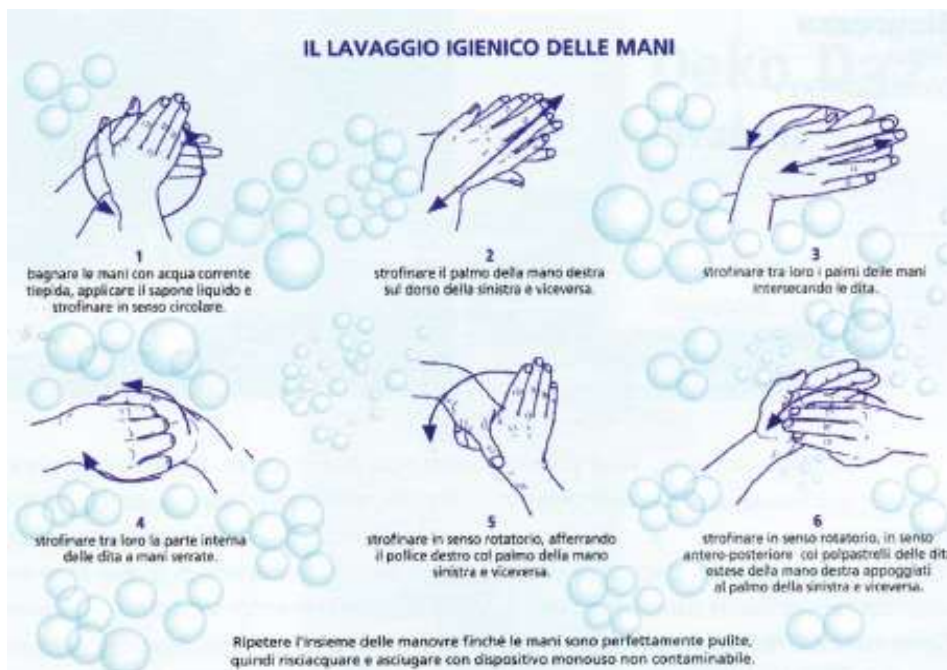 IL LAVAGGIO IGIENICO DELLE MANI
1
bagnare le mani con acqua corrente
tiepida, applicare il sapone liquido e
strofinare in senso circolare.
2
strofinare il palmo della mano destra
sul dorso della sinistra e viceversa.
3
strofinare tra loro i palmi delle mani
intersecando le dita.
4
strofinare tra loro la parte interna
delle dita a mani serrate.
5
strofinare in senso rotatorio, afferrando
il pollice destro col palmo della mano
sinistra e viceversa.
6
strofinare in senso rotatorio, in senso
antero-posteriore coi polpastrelli delle dita
estese della mano destra appoggiati
al palmo della sinistra e viceversa.
Ripetere l'insieme delle manovre finchè le mani sono perfettamente pulite,
quindi risciacquare e asciugare con dispositivo monouso non contaminabile.